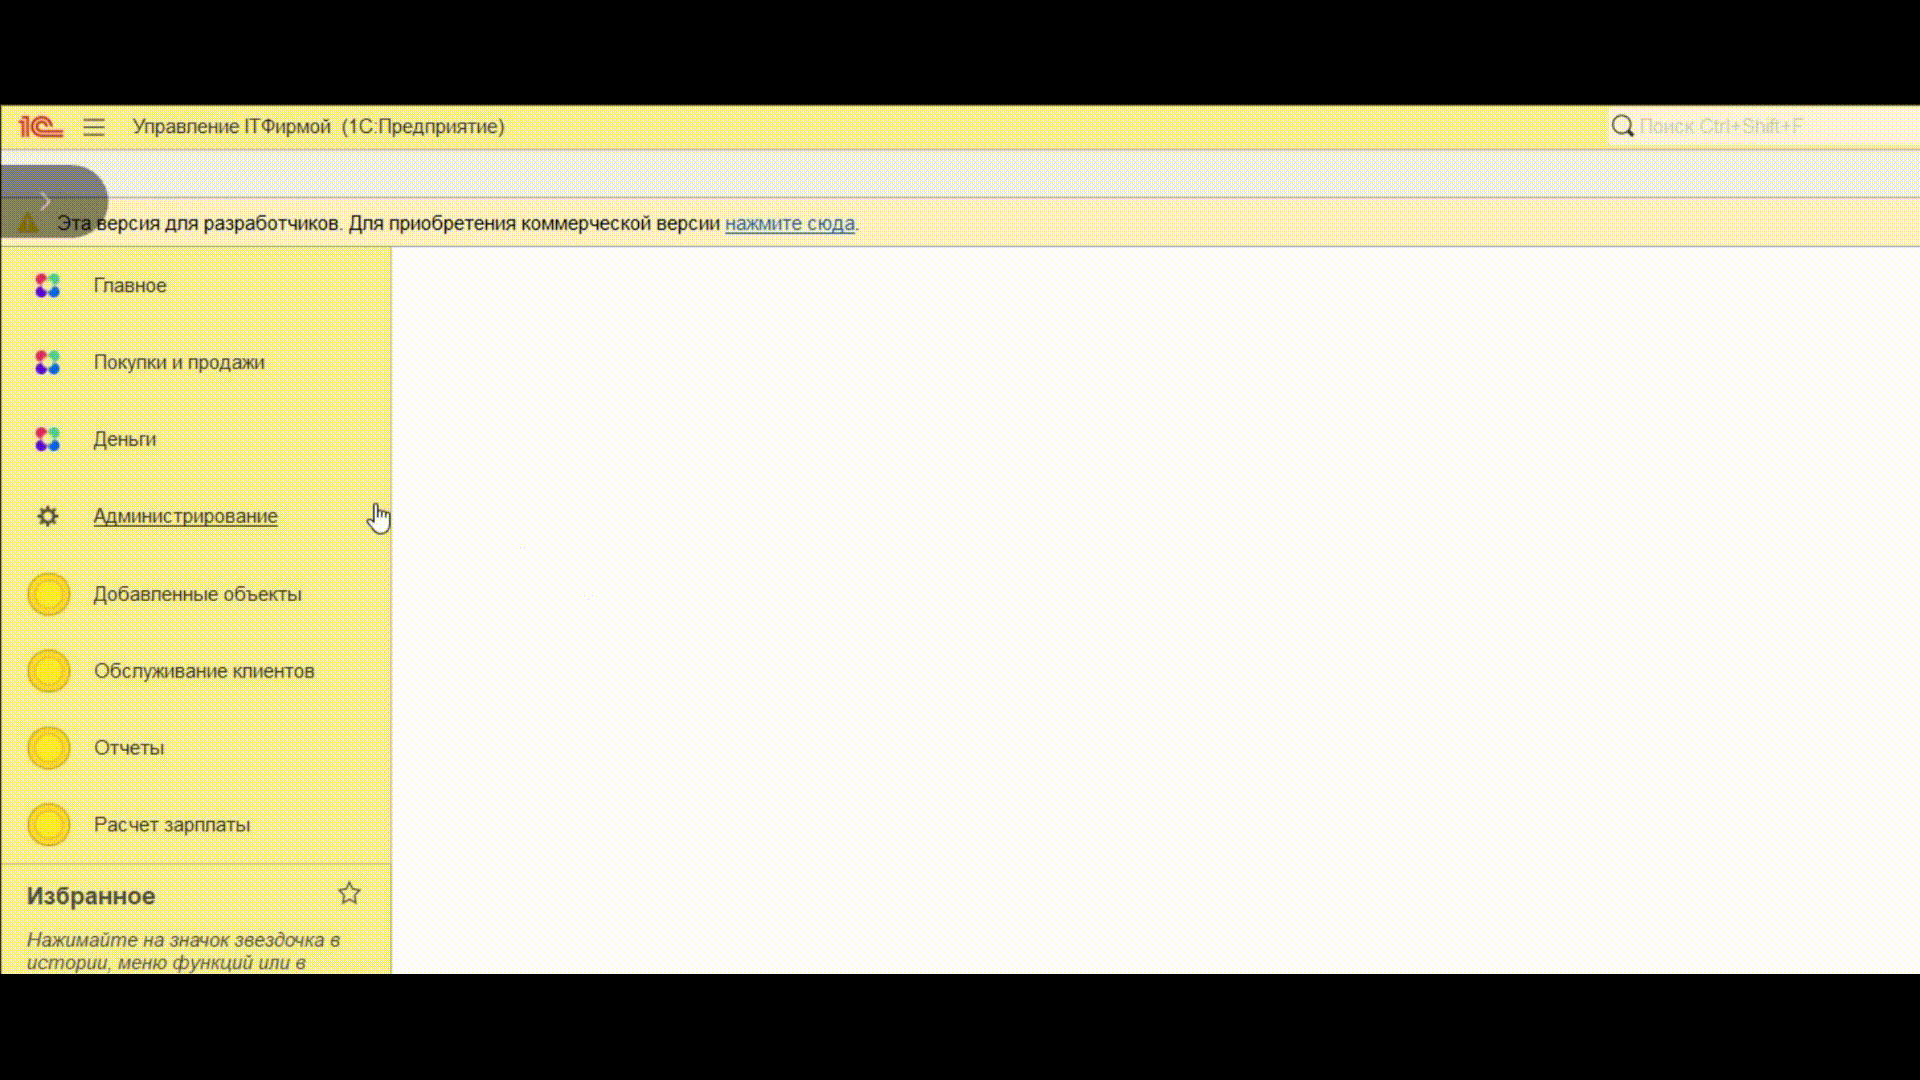 1С Управление ITФирмой (1С:Предприятие) Поиск Ctrl+Shift+F
Эта версия для разработчиков. Для приобретения коммерческой версии нажмите сюда.
Главное
Покупки и продажи
Деньги
Администрирование
Добавленные объекты
Обслуживание клиентов
Отчеты
Расчет зарплаты
Избранное
Нажимайте на значок звездочка в
истории, меню функций или в